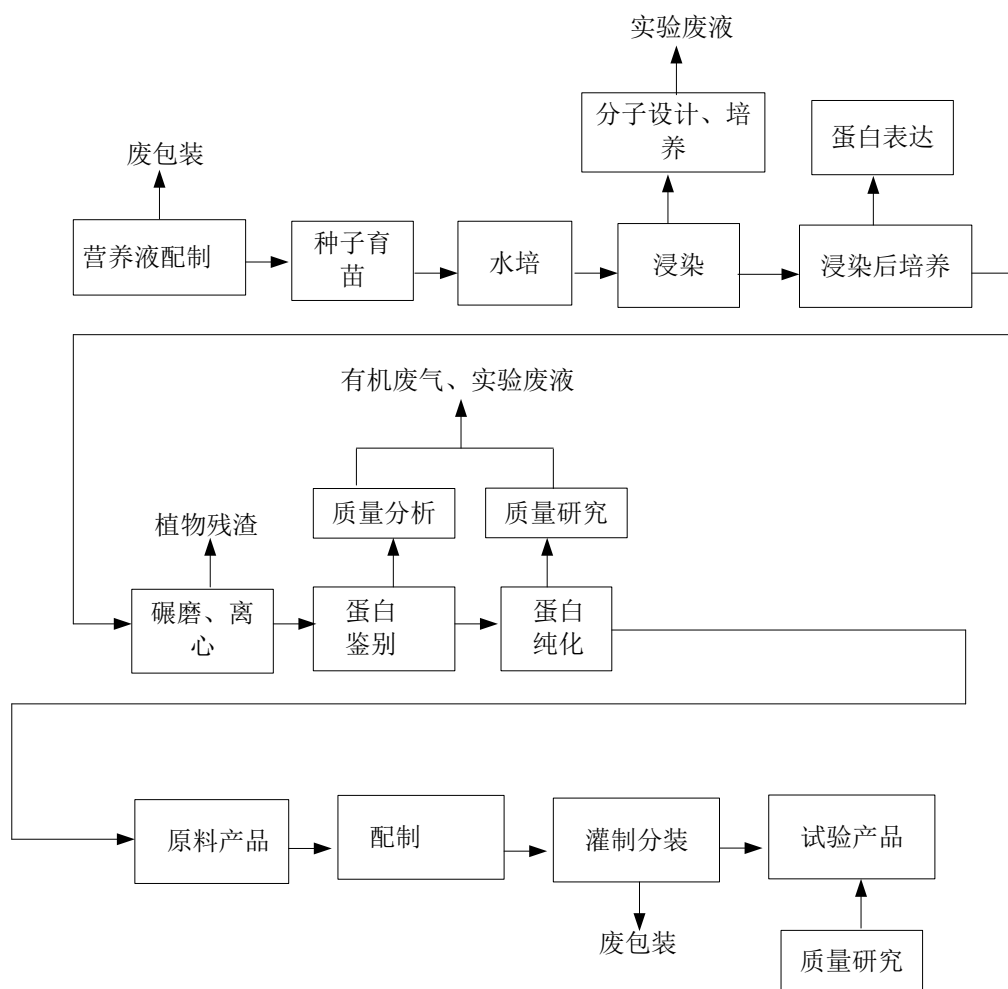 实验废液
分子设计、培
养
蛋白表达
废包装
营养液配制
种子育
苗
水培
浸染
浸染后培养
有机废气、实验废液
质量分析
质量研究
植物残渣
碾磨、离
心
蛋白
鉴别
蛋白
纯化
原料产品
配制
灌制分装
试验产品
废包装
质量研究